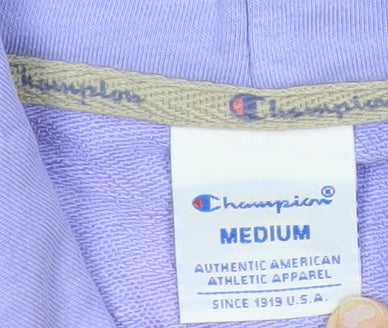 Champion Champion
Champion®
MEDIUM
AUTHENTIC AMERICAN
ATHLETIC APPAREL
SINCE 1919 U.S.A.